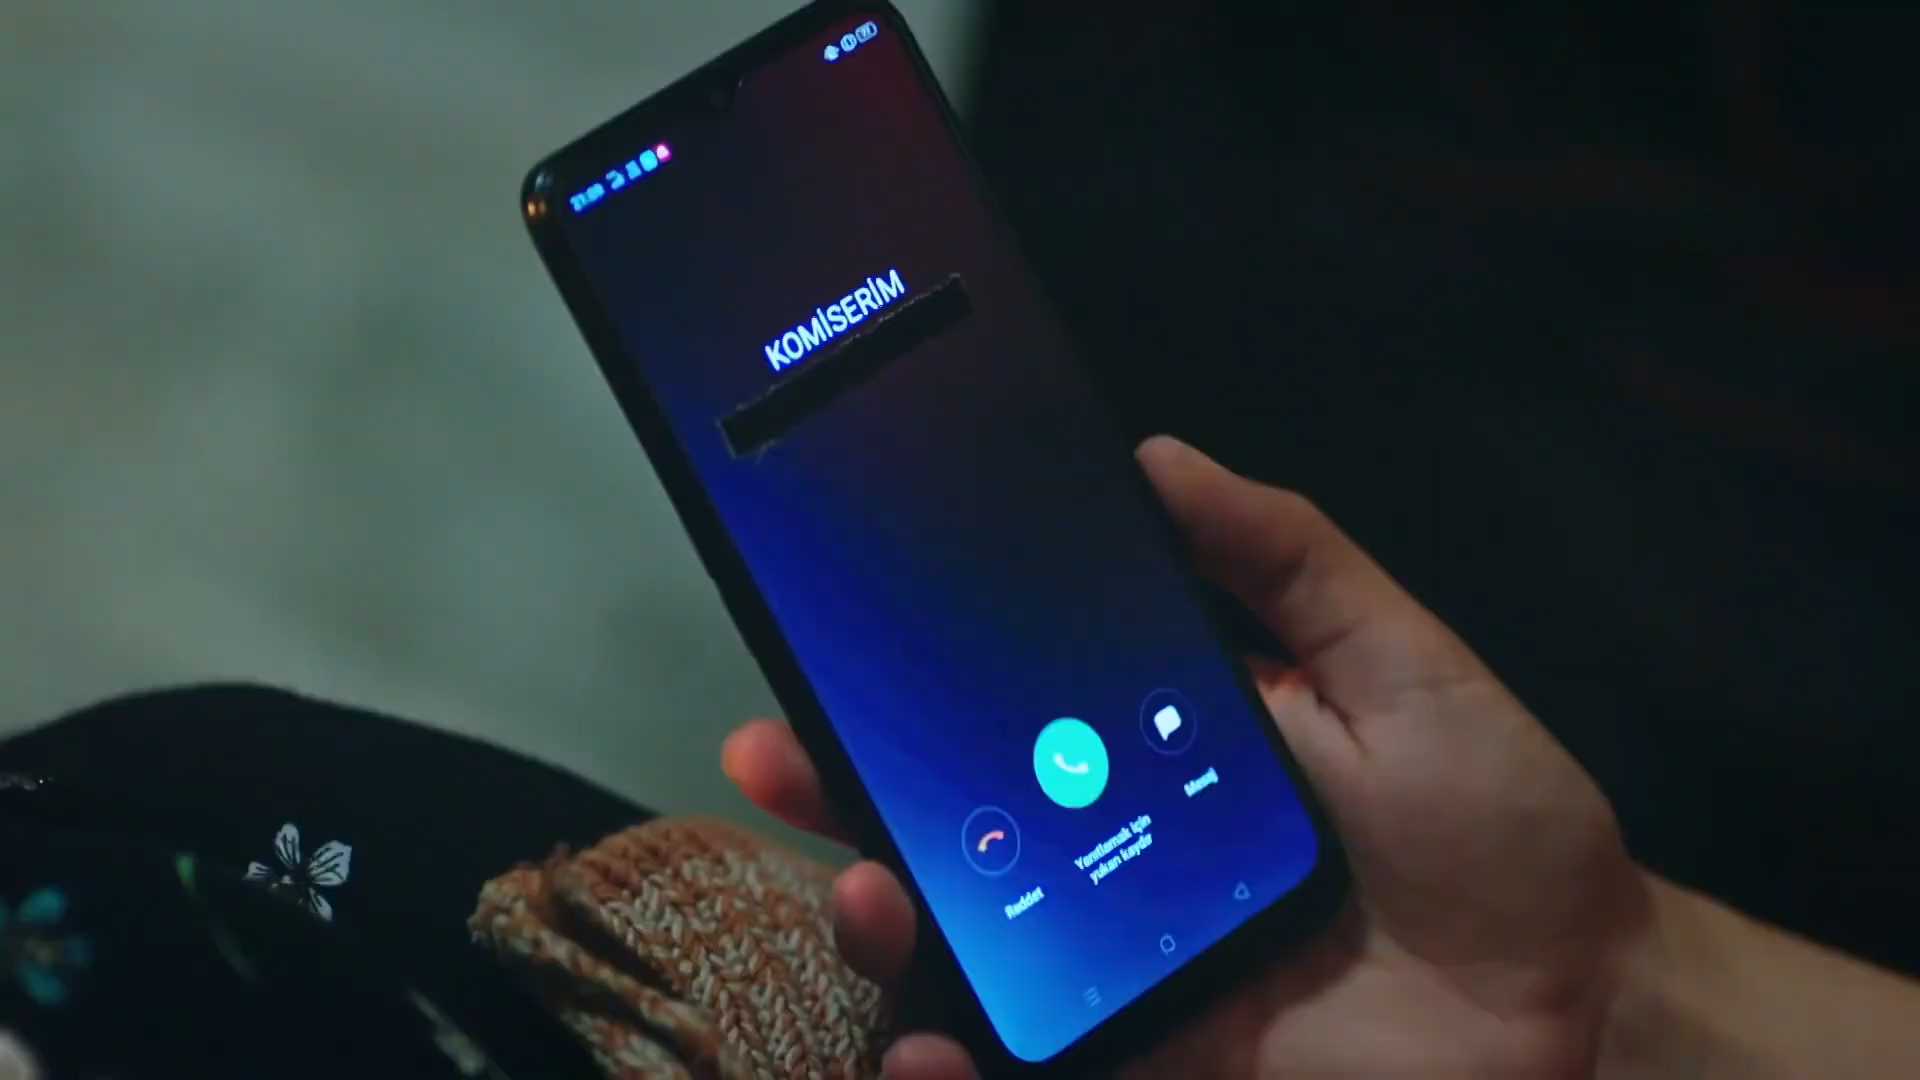 KOMİSERİM
Mesaj
Yanıtlamak için
yukarı kaydır
Reddet